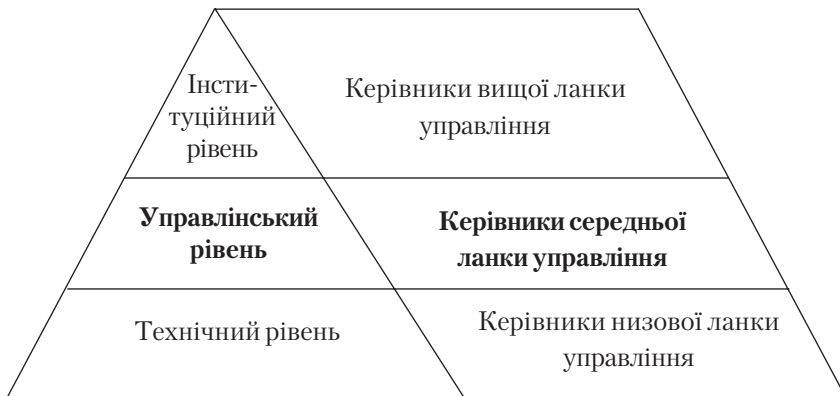 Інсти-
туційний
рівень
Керівники вищої ланки
управління
Управлінський
рівень
Керівники середньої
ланки управління
Технічний рівень
Керівники низової ланки
управління